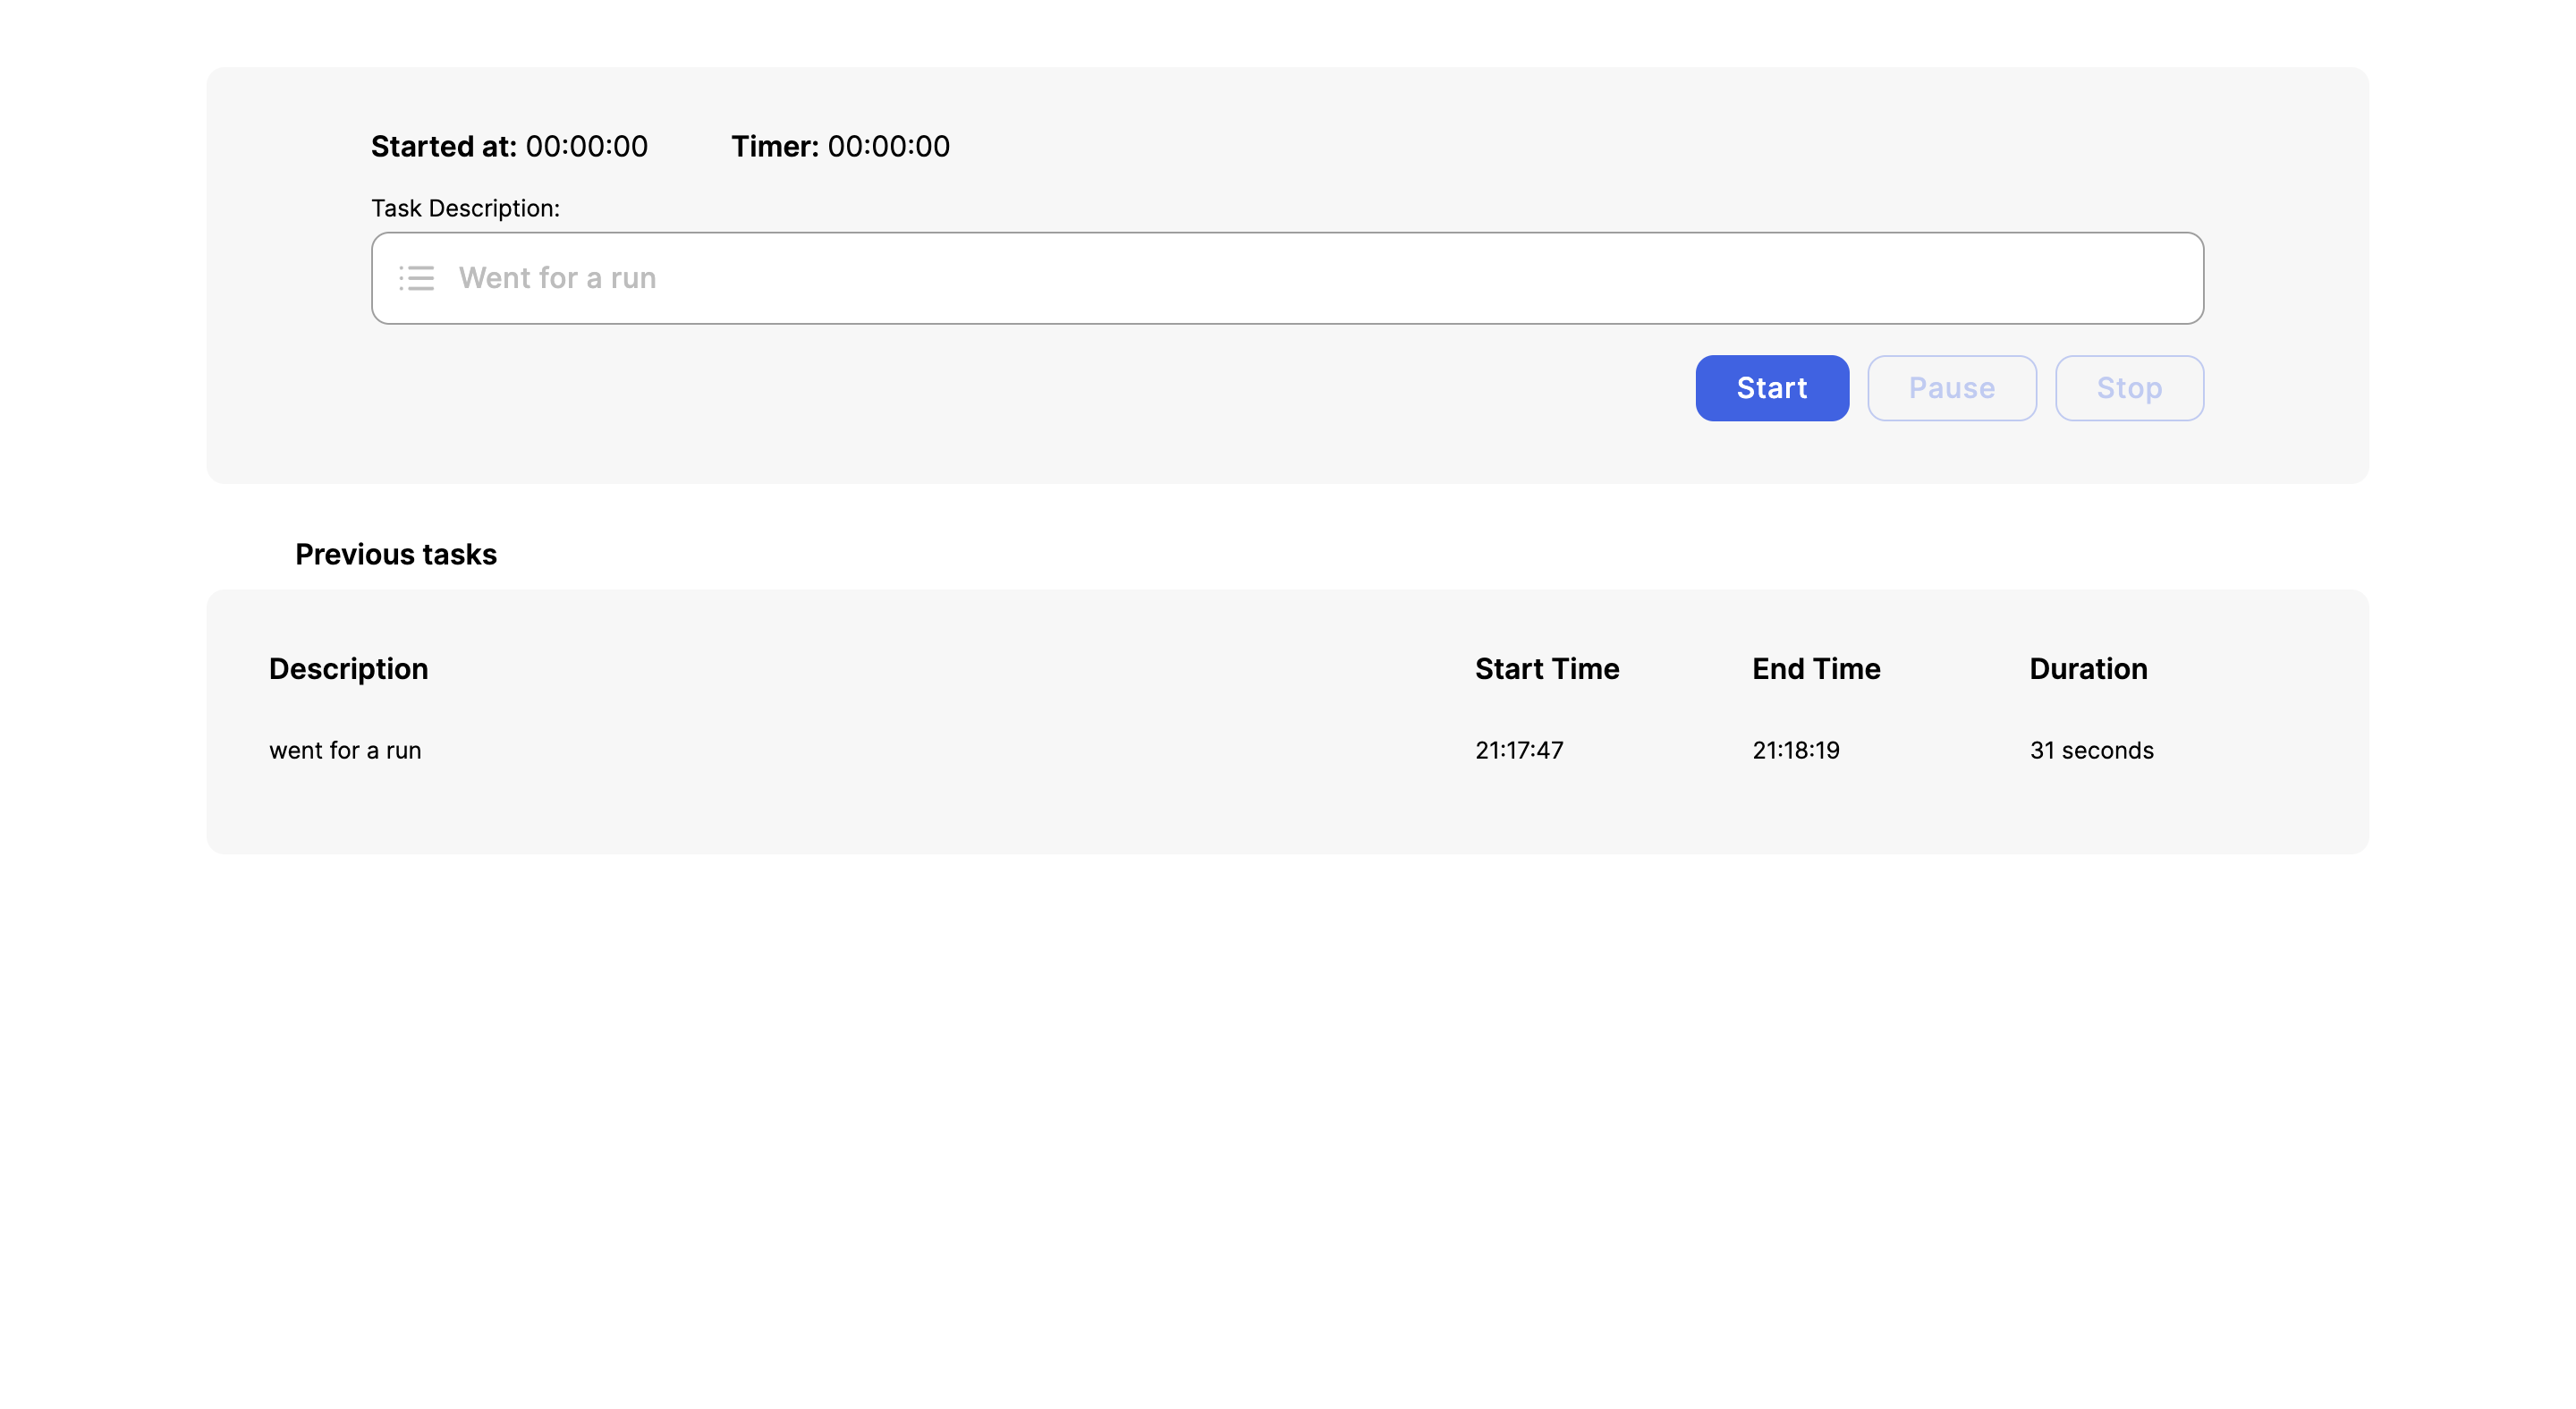 Started at: 00:00:00 Timer: 00:00:00
Task Description:
Went for a run
Start Pause Stop
Previous tasks
Description Start Time End Time Duration
went for a run 21:17:47 21:18:19 31 seconds